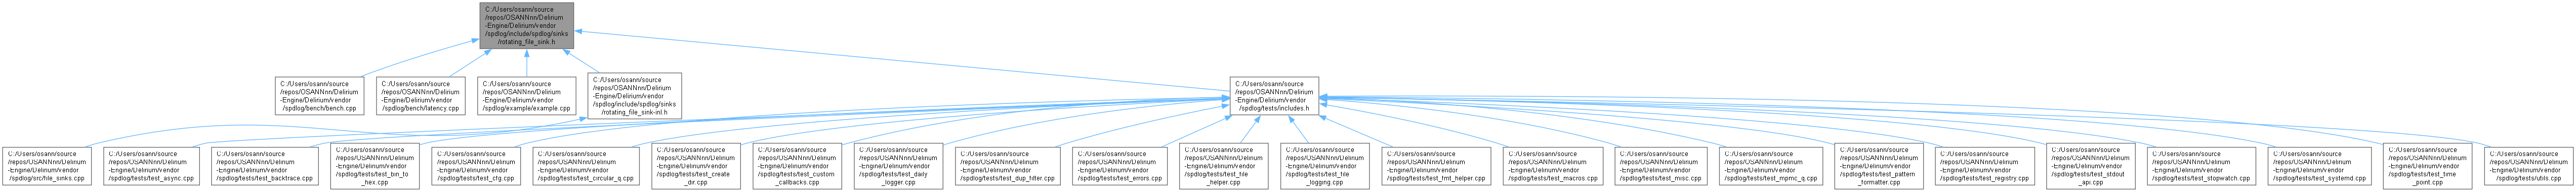 C:/Users/osann/source
/repos/OSANNnn/Delirium
-Engine/Delirium/vendor
/spdlog/include/spdlog/sinks
/rotating_file_sink.h
C:/Users/osann/source
/repos/OSANNnn/Delirium
-Engine/Delirium/vendor
/spdlog/bench/bench.cpp
C:/Users/osann/source
/repos/OSANNnn/Delirium
-Engine/Delirium/vendor
/spdlog/bench/latency.cpp
C:/Users/osann/source
/repos/OSANNnn/Delirium
-Engine/Delirium/vendor
/spdlog/example/example.cpp
C:/Users/osann/source
/repos/OSANNnn/Delirium
-Engine/Delirium/vendor
/spdlog/include/spdlog/sinks
/rotating_file_sink-inl.h
C:/Users/osann/source
/repos/OSANNnn/Delirium
-Engine/Delirium/vendor
/spdlog/tests/includes.h
C:/Users/osann/source
/repos/OSANNnn/Delirium
-Engine/Delirium/vendor
/spdlog/src/file_sinks.cpp
C:/Users/osann/source
/repos/OSANNnn/Delirium
-Engine/Delirium/vendor
/spdlog/tests/test_async.cpp
C:/Users/osann/source
/repos/OSANNnn/Delirium
-Engine/Delirium/vendor
/spdlog/tests/test_backtrace.cpp
C:/Users/osann/source
/repos/OSANNnn/Delirium
-Engine/Delirium/vendor
/spdlog/tests/test_bin_to
_hex.cpp
C:/Users/osann/source
/repos/OSANNnn/Delirium
-Engine/Delirium/vendor
/spdlog/tests/test_cfg.cpp
C:/Users/osann/source
/repos/OSANNnn/Delirium
-Engine/Delirium/vendor
/spdlog/tests/test_circular_q.cpp
C:/Users/osann/source
/repos/OSANNnn/Delirium
-Engine/Delirium/vendor
/spdlog/tests/test_create
_dir.cpp
C:/Users/osann/source
/repos/OSANNnn/Delirium
-Engine/Delirium/vendor
/spdlog/tests/test_custom
_callbacks.cpp
C:/Users/osann/source
/repos/OSANNnn/Delirium
-Engine/Delirium/vendor
/spdlog/tests/test_daily
_logger.cpp
C:/Users/osann/source
/repos/OSANNnn/Delirium
-Engine/Delirium/vendor
/spdlog/tests/test_dup_filter.cpp
C:/Users/osann/source
/repos/OSANNnn/Delirium
-Engine/Delirium/vendor
/spdlog/tests/test_errors.cpp
C:/Users/osann/source
/repos/OSANNnn/Delirium
-Engine/Delirium/vendor
/spdlog/tests/test_file
_helper.cpp
C:/Users/osann/source
/repos/OSANNnn/Delirium
-Engine/Delirium/vendor
/spdlog/tests/test_file
_logging.cpp
C:/Users/osann/source
/repos/OSANNnn/Delirium
-Engine/Delirium/vendor
/spdlog/tests/test_fmt_helper.cpp
C:/Users/osann/source
/repos/OSANNnn/Delirium
-Engine/Delirium/vendor
/spdlog/tests/test_macros.cpp
C:/Users/osann/source
/repos/OSANNnn/Delirium
-Engine/Delirium/vendor
/spdlog/tests/test_misc.cpp
C:/Users/osann/source
/repos/OSANNnn/Delirium
-Engine/Delirium/vendor
/spdlog/tests/test_mpmc_q.cpp
C:/Users/osann/source
/repos/OSANNnn/Delirium
-Engine/Delirium/vendor
/spdlog/tests/test_pattern
_formatter.cpp
C:/Users/osann/source
/repos/OSANNnn/Delirium
-Engine/Delirium/vendor
/spdlog/tests/test_registry.cpp
C:/Users/osann/source
/repos/OSANNnn/Delirium
-Engine/Delirium/vendor
/spdlog/tests/test_stdout
_api.cpp
C:/Users/osann/source
/repos/OSANNnn/Delirium
-Engine/Delirium/vendor
/spdlog/tests/test_stopwatch.cpp
C:/Users/osann/source
/repos/OSANNnn/Delirium
-Engine/Delirium/vendor
/spdlog/tests/test_systemd.cpp
C:/Users/osann/source
/repos/OSANNnn/Delirium
-Engine/Delirium/vendor
/spdlog/tests/test_time
_point.cpp
C:/Users/osann/source
/repos/OSANNnn/Delirium
-Engine/Delirium/vendor
/spdlog/tests/utils.cpp